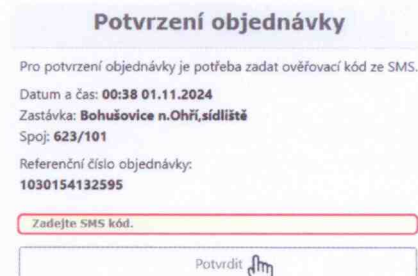 Potvrzení objednávky
Pro potvrzení objednávky je potřeba zadat ověřovací kód ze SMS.
Datum a čas: 00:38 01.11.2024
Zastávka: Bohušovice n.Ohří,sídliště
Spoj: 623/101
Referenční číslo objednávky:
1030154132595
Zadejte SMS kód.
Potvrdit